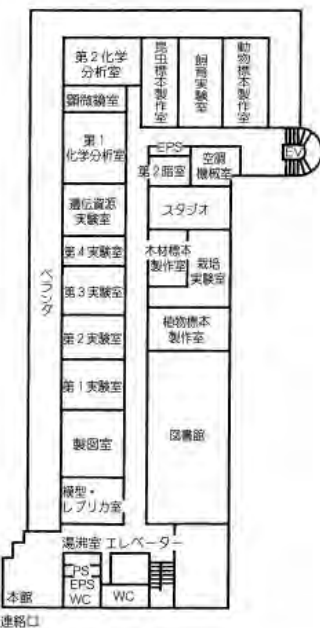 第2化学
分析室
昆虫標本製作室
飼育実験室
動物標本製作室
顕微鏡室
EV
第1
化学分析室
EPS
第2暗室
空調
機械室
遺伝資源
実験室
スタジオ
第4実験室
木材標本
製作室
栽培
実験室
ベランダ
第3実験室
第2実験室
植物標本
製作室
第1実験室
製図室
図書館
模型・
レプリカ室
湯沸室 エレベーター
本館
PS
EPS
WC
WC
連絡口